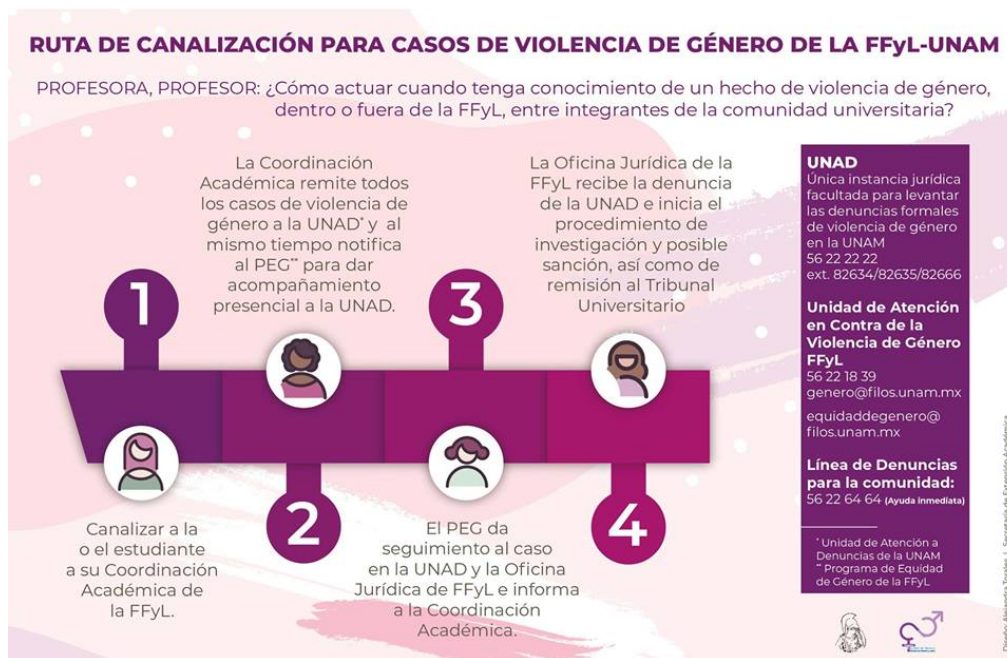 RUTA DE CANALIZACIÓN PARA CASOS DE VIOLENCIA DE GÉNERO DE LA FFyL-UNAM
PROFESORA, PROFESOR: ¿Cómo actuar cuando tenga conocimiento de un hecho de violencia de género,
dentro o fuera de la FFyL, entre integrantes de la comunidad universitaria?
1
Canalizar a la
o el estudiante
a su Coordinación
Académica de
la FFyL.
La Coordinación
Académica remite todos
los casos de violencia de
género a la UNAD* y al
mismo tiempo notifica
al PEG** para dar
acompañamiento
presencial a la UNAD.
2
3
El PEG da
seguimiento al caso
en la UNAD y la Oficina
Jurídica de FFyL e informa
a la Coordinación
Académica.
La Oficina Jurídica de la
FFyL recibe la denuncia
de la UNAD e inicia el
procedimiento de
investigación y posible
sanción, así como de
remisión al Tribunal
Universitario
4
UNAD
Única instancia jurídica
facultada para levantar
las denuncias formales
de violencia de género
en la UNAM
56 22 22 22
ext. 82634/82635/82666
Unidad de Atención
en Contra de la
Violencia de Género
FFyL
56 22 18 39
genero@filos.unam.mx
equidaddegenero@
filos.unam.mx
Línea de Denuncias
para la comunidad:
56 22 64 64 (Ayuda inmediata)
* Unidad de Atención a
Denuncias de la UNAM
** Programa de Equidad
de Género de la FFyL